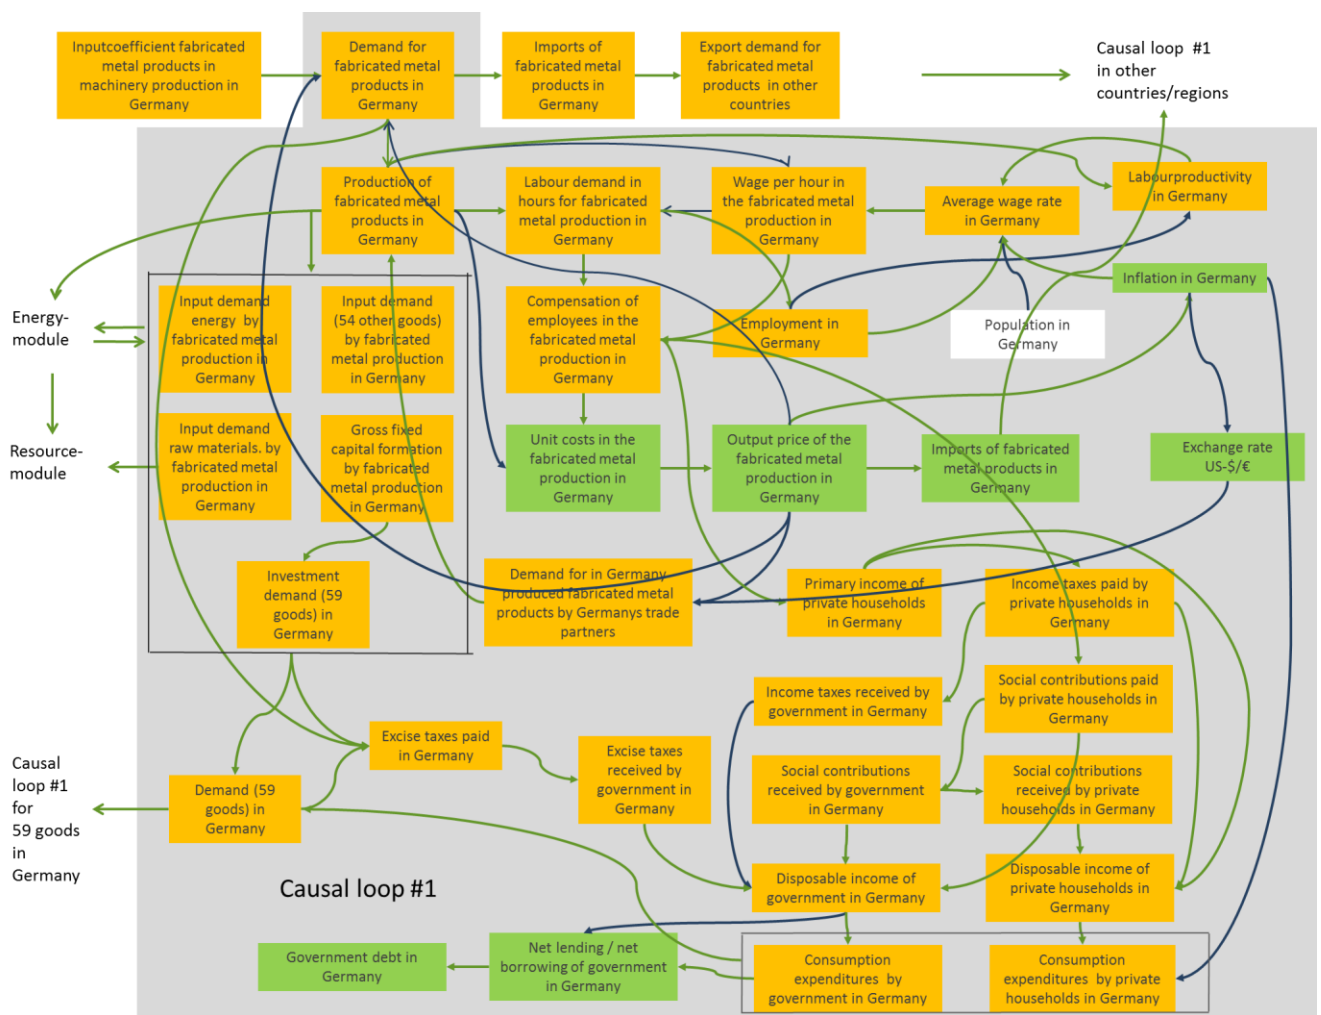 Inputcoefficient fabricated
metal products in
machinery production in
Germany
Demand for
fabricated metal
products in Germany
Imports of
fabricated metal
products in
Germany
Export demand for
fabricated metal
products in other
countries
Causal loop #1
in other
countries/regions
Production of
fabricated metal
products in
Germany
Labour demand in
hours for fabricated
metal production in
Germany
Wage per hour in
the fabricated metal
production in
Germany
Average wage rate
in Germany
Labourproductivity
in Germany
Inflation in Germany
Energy-
module
Input demand
energy by
fabricated metal
production in
Germany
Input demand
(54 other goods) by
fabricated metal
production in
Germany
Compensation of
employees in the
fabricated metal
production in
Germany
Employment in
Germany
Population in
Germany
Resource-
module
Input demand
raw materials. by
fabricated metal
production in
Germany
Gross fixed
capital formation
by fabricated
metal production
in Germany
Unit costs in the
fabricated metal
production in
Germany
Output price of the
fabricated metal
production in
Germany
Imports of fabricated
metal products in
Germany
Exchange rate
US-$/€
Investment
demand (59
goods) in
Germany
Demand for in Germany
produced fabricated metal
products by Germanys trade
partners
Primary income of
private households
in Germany
Income taxes paid by
private households in
Germany
Income taxes received by
government in Germany
Social contributions paid
by private households in
Germany
Excise taxes paid
in Germany
Excise taxes
received by
government in
Germany
Social contributions
received by government
in Germany
Social contributions
received by private
households in Germany
Causal
loop #1
for
59 goods
in
Germany
Demand (59
goods) in
Germany
Causal loop #1
Disposable income of
government in Germany
Disposable income of
private households in
Germany
Government debt in
Germany
Net lending / net
borrowing of government
in Germany
Consumption
expenditures by
government in Germany
Consumption
expenditures by private
households in Germany